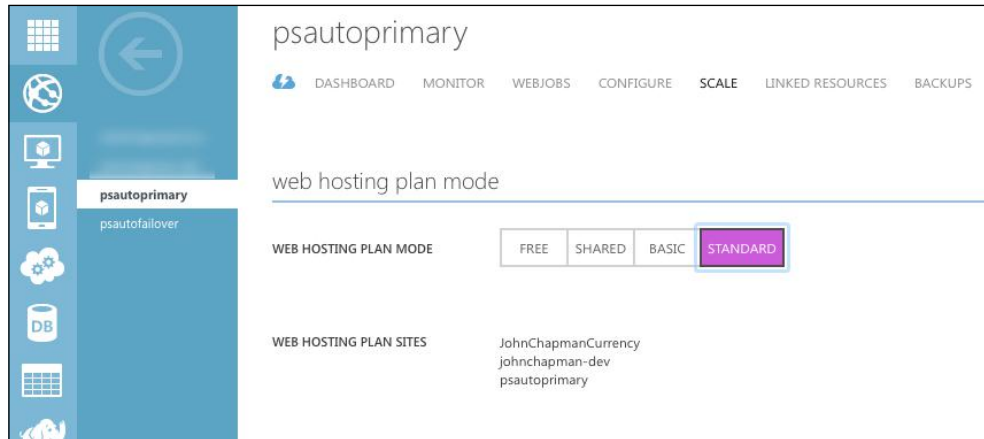 psautoprimary
DASHBOARD MONITOR WEBJOBS CONFIGURE SCALE LINKED RESOURCES BACKUPS
psautoprimary
psautofailover
web hosting plan mode
WEB HOSTING PLAN MODE FREE SHARED BASIC STANDARD
DB
WEB HOSTING PLAN SITES JohnChapmanCurrency
johnchapman-dev
psautoprimary